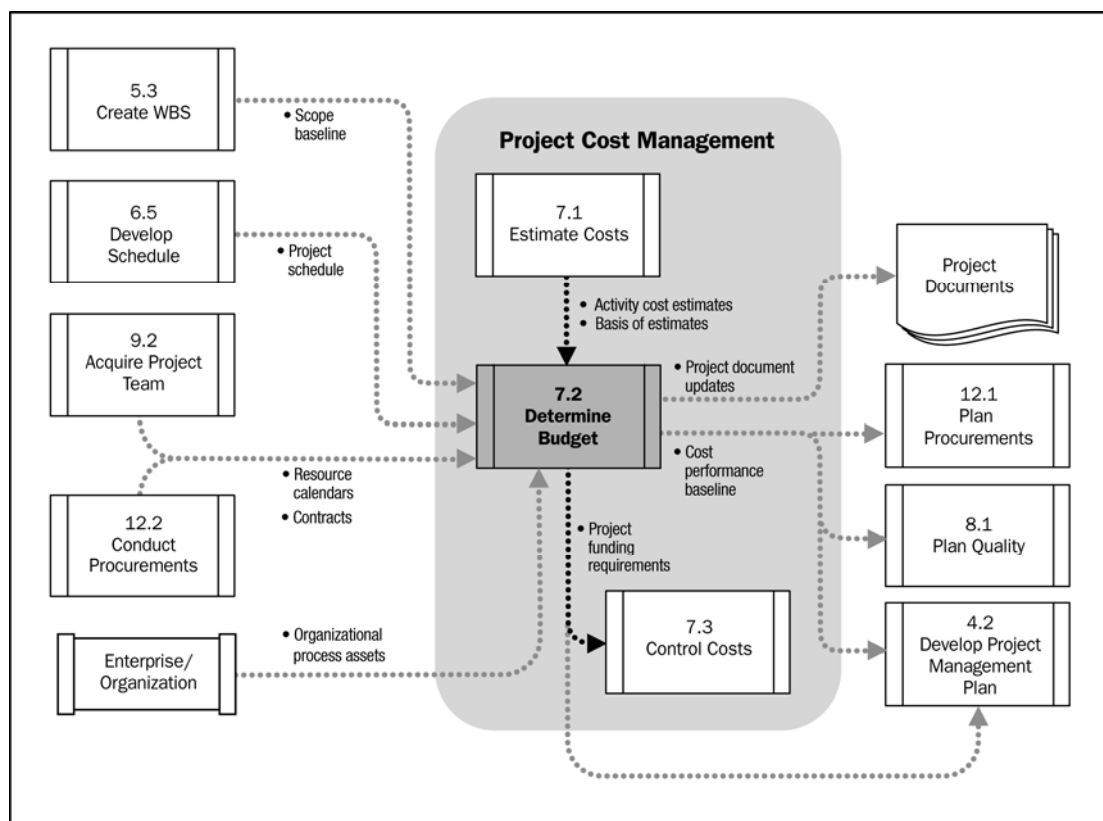 5.3
Create WBS
• Scope
baseline
6.5
Develop
Schedule
• Project
schedule
9.2
Acquire Project
Team
12.2
Conduct
Procurements
• Resource
calendars
• Contracts
Enterprise/
Organization
• Organizational
process assets
Project Cost Management
7.1
Estimate Costs
• Activity cost estimates
• Basis of estimates
7.2
Determine
Budget
• Project document
updates
• Cost
performance
baseline
• Project
funding
requirements
7.3
Control Costs
Project
Documents
12.1
Plan
Procurements
8.1
Plan Quality
4.2
Develop Project
Management
Plan